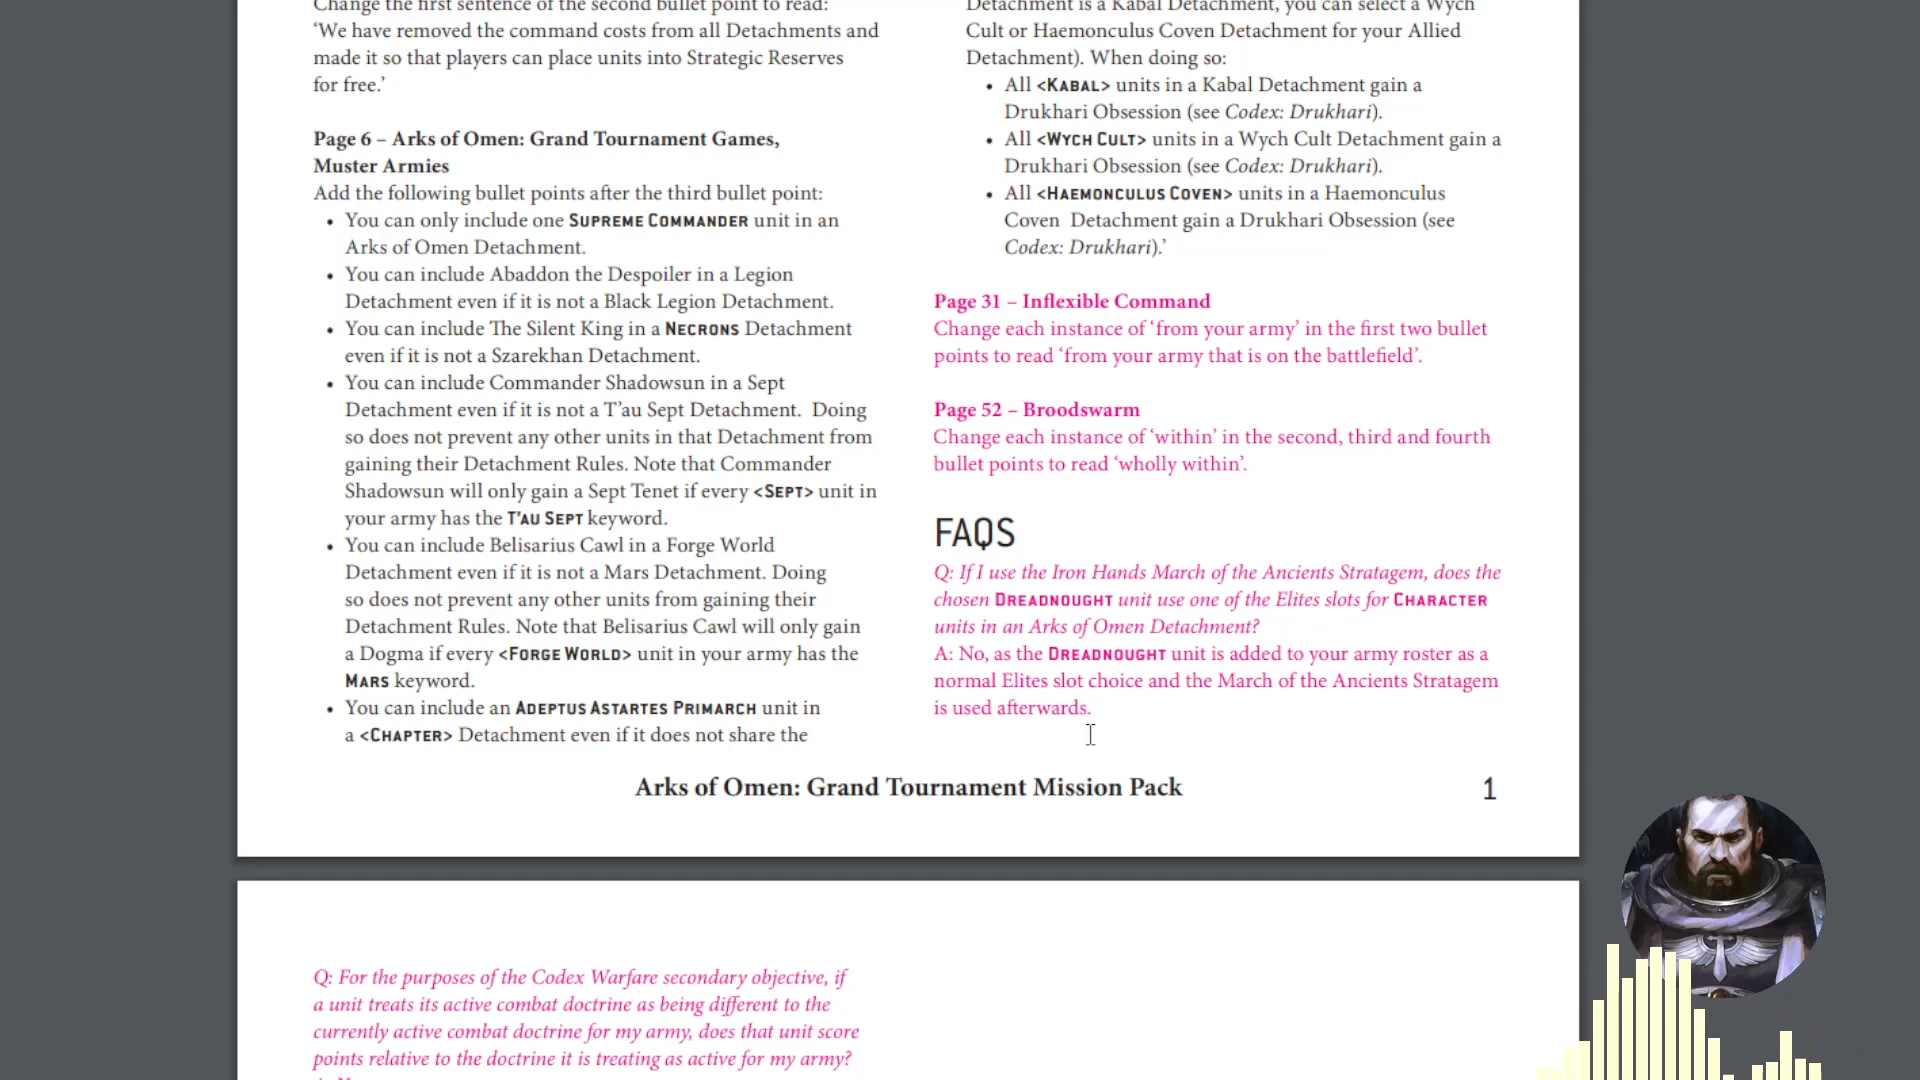 Change the first sentence of the second bullet point to read:
‘We have removed the command costs from all Detachments and
made it so that players can place units into Strategic Reserves
for free.’
Page 6 – Arks of Omen: Grand Tournament Games,
Muster Armies
Add the following bullet points after the third bullet point:
• You can only include one SUPREME COMMANDER unit in an
Arks of Omen Detachment.
• You can include Abaddon the Despoiler in a Legion
Detachment even if it is not a Black Legion Detachment.
• You can include The Silent King in a NECRONS Detachment
even if it is not a Szarekhan Detachment.
• You can include Commander Shadowsun in a Sept
Detachment even if it is not a T’au Sept Detachment.  Doing
so does not prevent any other units in that Detachment from
gaining their Detachment Rules. Note that Commander
Shadowsun will only gain a Sept Tenet if every <SEPT> unit in
your army has the T’AU SEPT keyword.
• You can include Belisarius Cawl in a Forge World
Detachment even if it is not a Mars Detachment. Doing
so does not prevent any other units from gaining their
Detachment Rules. Note that Belisarius Cawl will only gain
a Dogma if every <FORGE WORLD> unit in your army has the
MARS keyword.
• You can include an ADEPTUS ASTARTES PRIMARCH unit in
a <CHAPTER> Detachment even if it does not share the
Detachment is a Kabal Detachment, you can select a Wych
Cult or Haemonculus Coven Detachment for your Allied
Detachment). When doing so:
• All <KABAL> units in a Kabal Detachment gain a
Drukhari Obsession (see Codex: Drukhari).
• All <WYCH CULT> units in a Wych Cult Detachment gain a
Drukhari Obsession (see Codex: Drukhari).
• All <HAEMONCULUS COVEN> units in a Haemonculus
Coven  Detachment gain a Drukhari Obsession (see
Codex: Drukhari).’
Page 31 – Inflexible Command
Change each instance of ‘from your army’ in the first two bullet
points to read ‘from your army that is on the battlefield’.
Page 52 – Broodswarm
Change each instance of ‘within’ in the second, third and fourth
bullet points to read ‘wholly within’.
FAQS
Q: If I use the Iron Hands March of the Ancients Stratagem, does the
chosen DREADNOUGHT unit use one of the Elites slots for CHARACTER
units in an Arks of Omen Detachment?
A: No, as the DREADNOUGHT unit is added to your army roster as a
normal Elites slot choice and the March of the Ancients Stratagem
is used afterwards.
Arks of Omen: Grand Tournament Mission Pack
1
Q: For the purposes of the Codex Warfare secondary objective, if
a unit treats its active combat doctrine as being different to the
currently active combat doctrine for my army, does that unit score
points relative to the doctrine it is treating as active for my army?